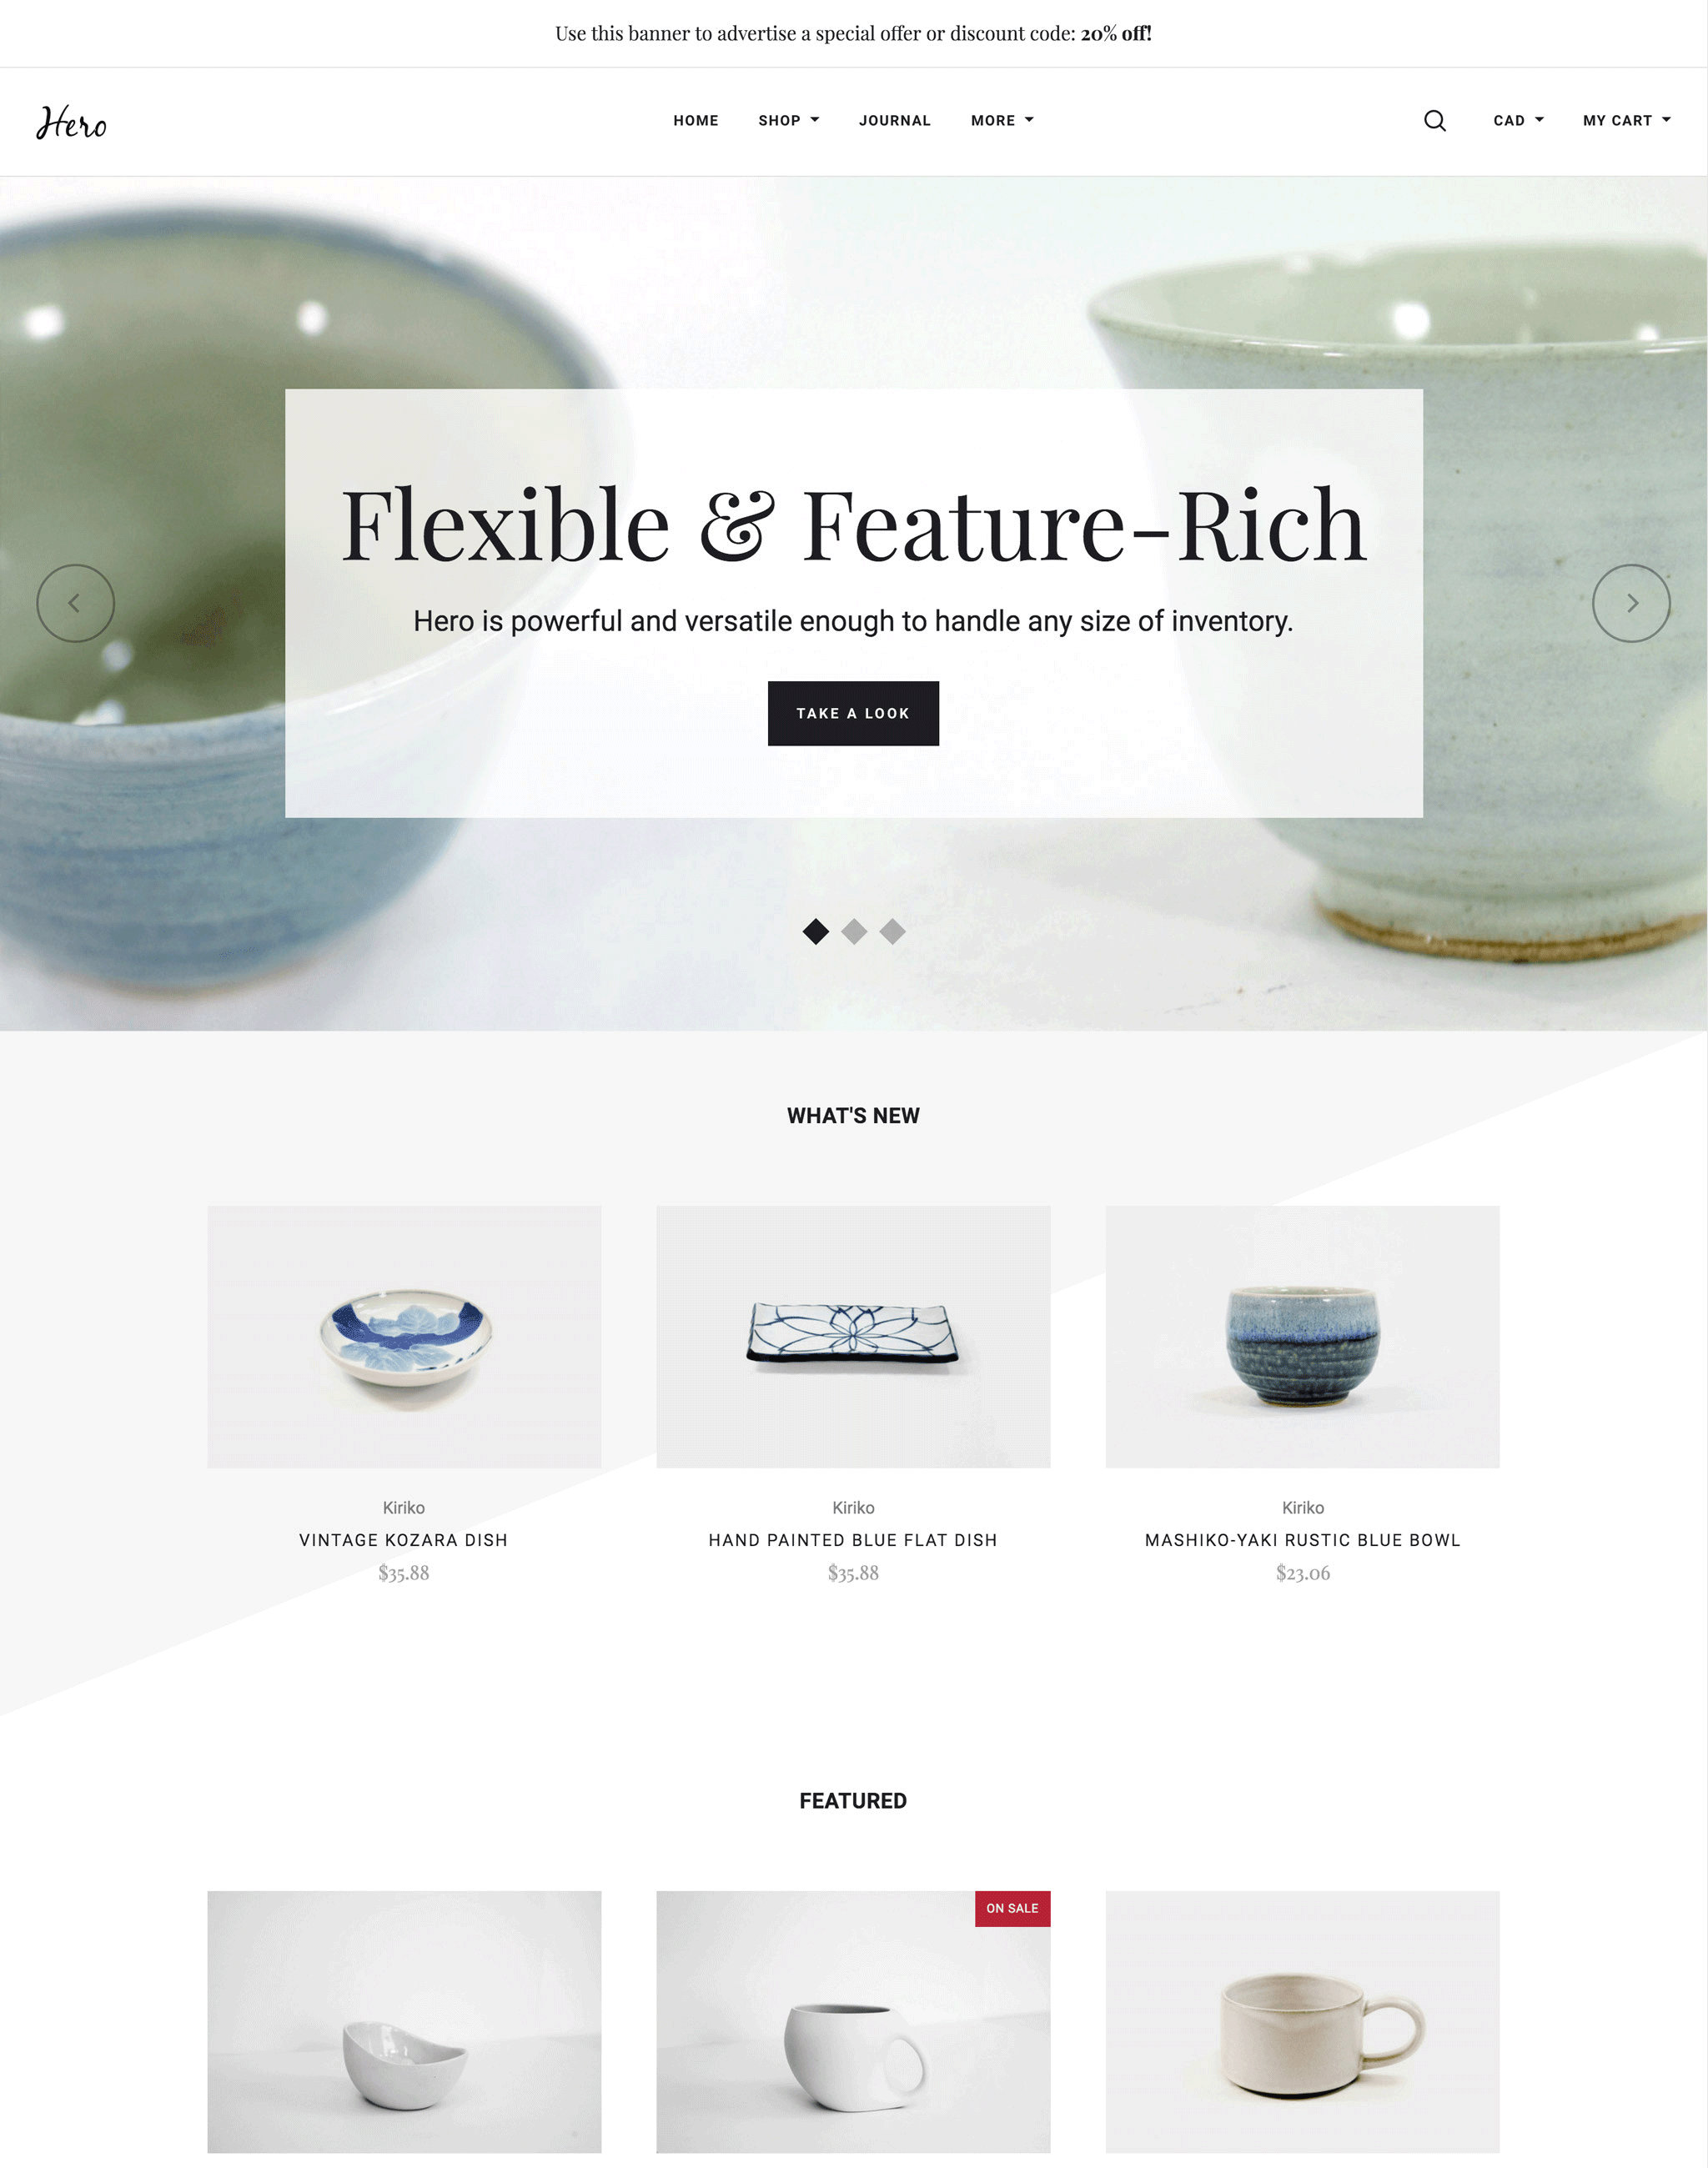 Use this banner to advertise a special offer or discount code: 20% off!
Hero
HOME SHOP JOURNAL MORE CAD MY CART
Flexible & Feature-Rich
Hero is powerful and versatile enough to handle any size of inventory.
TAKE A LOOK
WHAT'S NEW
Kiriko
VINTAGE KOZARA DISH
$35.88
Kiriko
HAND PAINTED BLUE FLAT DISH
$35.88
Kiriko
MASHIKO-YAKI RUSTIC BLUE BOWL
$23.06
FEATURED
ON SALE